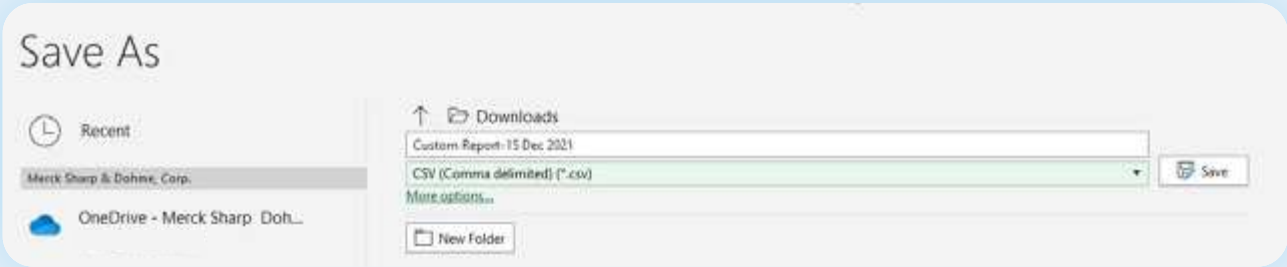 Save As
Recent
Merck Sharp & Dohme, Corp.
OneDrive - Merck Sharp Doh...
Downloads
Custom Report-15 Dec 2021
CSV (Comma delimited) (*.csv)
Save
More options...
New Folder